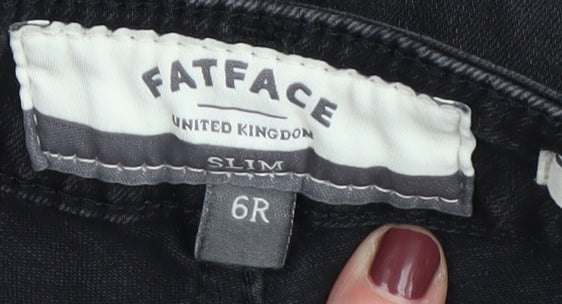 FATFACE
UNITED KINGDOM
SLIM
6R